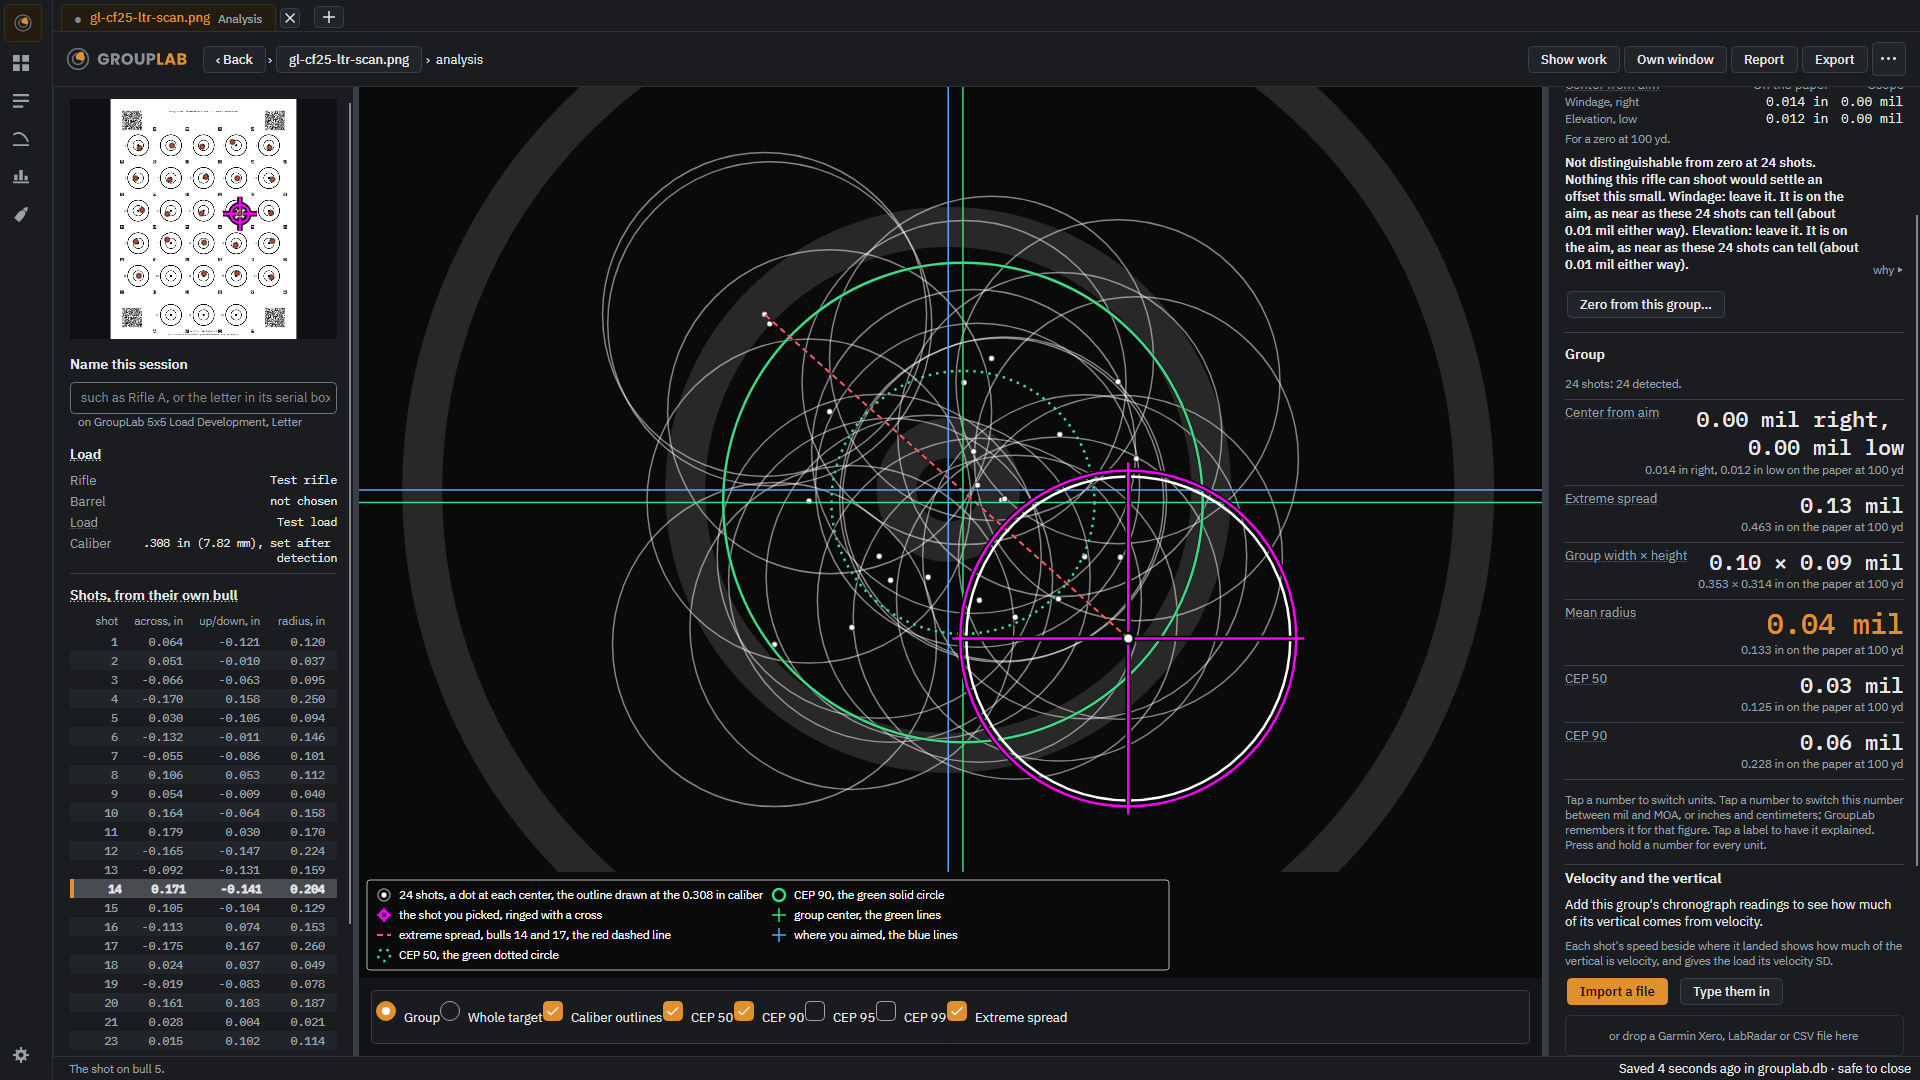 gl-cf25-ltr-scan.png Analysis
GROUPLAB
‹ Back › gl-cf25-ltr-scan.png › analysis
Show work
Own window
Report
Export
Name this session
such as Rifle A, or the letter in its serial box
on GroupLab 5x5 Load Development, Letter
Load
Rifle Test rifle
Barrel not chosen
Load Test load
Caliber .308 in (7.82 mm), set after
detection
Shots, from their own bull
shot across, in up/down, in radius, in
1 0.064 -0.121 0.120
2 0.051 -0.010 0.037
3 -0.066 -0.063 0.095
4 -0.170 0.158 0.250
5 0.030 -0.105 0.094
6 -0.132 -0.011 0.146
7 -0.055 -0.086 0.101
8 0.106 0.053 0.112
9 0.054 -0.009 0.040
10 0.164 -0.064 0.158
11 0.179 0.030 0.170
12 -0.165 -0.147 0.224
13 -0.092 -0.131 0.159
14 0.171 -0.141 0.204
15 0.105 -0.104 0.129
16 -0.113 0.074 0.153
17 -0.175 0.167 0.260
18 0.024 0.037 0.049
19 -0.019 -0.083 0.078
20 0.161 0.103 0.187
21 0.028 0.004 0.021
23 0.015 0.102 0.114
24 shots, a dot at each center, the outline drawn at the 0.308 in caliber
the shot you picked, ringed with a cross
extreme spread, bulls 14 and 17, the red dashed line
CEP 50, the green dotted circle
CEP 90, the green solid circle
group center, the green lines
where you aimed, the blue lines
Group Whole target Caliber outlines CEP 50 CEP 90 CEP 95 CEP 99 Extreme spread
Center from aim On the paper Scope
Windage, right 0.014 in 0.00 mil
Elevation, low 0.012 in 0.00 mil
For a zero at 100 yd.
Not distinguishable from zero at 24 shots.
Nothing this rifle can shoot would settle an
offset this small. Windage: leave it. It is on the
aim, as near as these 24 shots can tell (about
0.01 mil either way). Elevation: leave it. It is on
the aim, as near as these 24 shots can tell (about
0.01 mil either way).
why
Zero from this group...
Group
24 shots: 24 detected.
Center from aim 0.00 mil right,
0.00 mil low
0.014 in right, 0.012 in low on the paper at 100 yd
Extreme spread 0.13 mil
0.463 in on the paper at 100 yd
Group width × height 0.10 × 0.09 mil
0.353 × 0.314 in on the paper at 100 yd
Mean radius 0.04 mil
0.133 in on the paper at 100 yd
CEP 50 0.03 mil
0.125 in on the paper at 100 yd
CEP 90 0.06 mil
0.228 in on the paper at 100 yd
Tap a number to switch units. Tap a number to switch this number
between mil and MOA, or inches and centimeters; GroupLab
remembers it for that figure. Tap a label to have it explained.
Press and hold a number for every unit.
Velocity and the vertical
Add this group's chronograph readings to see how much
of its vertical comes from velocity.
Each shot's speed beside where it landed shows how much of the
vertical is velocity, and gives the load its velocity SD.
Import a file
Type them in
or drop a Garmin Xero, LabRadar or CSV file here
The shot on bull 5.
Saved 4 seconds ago in grouplab.db · safe to close